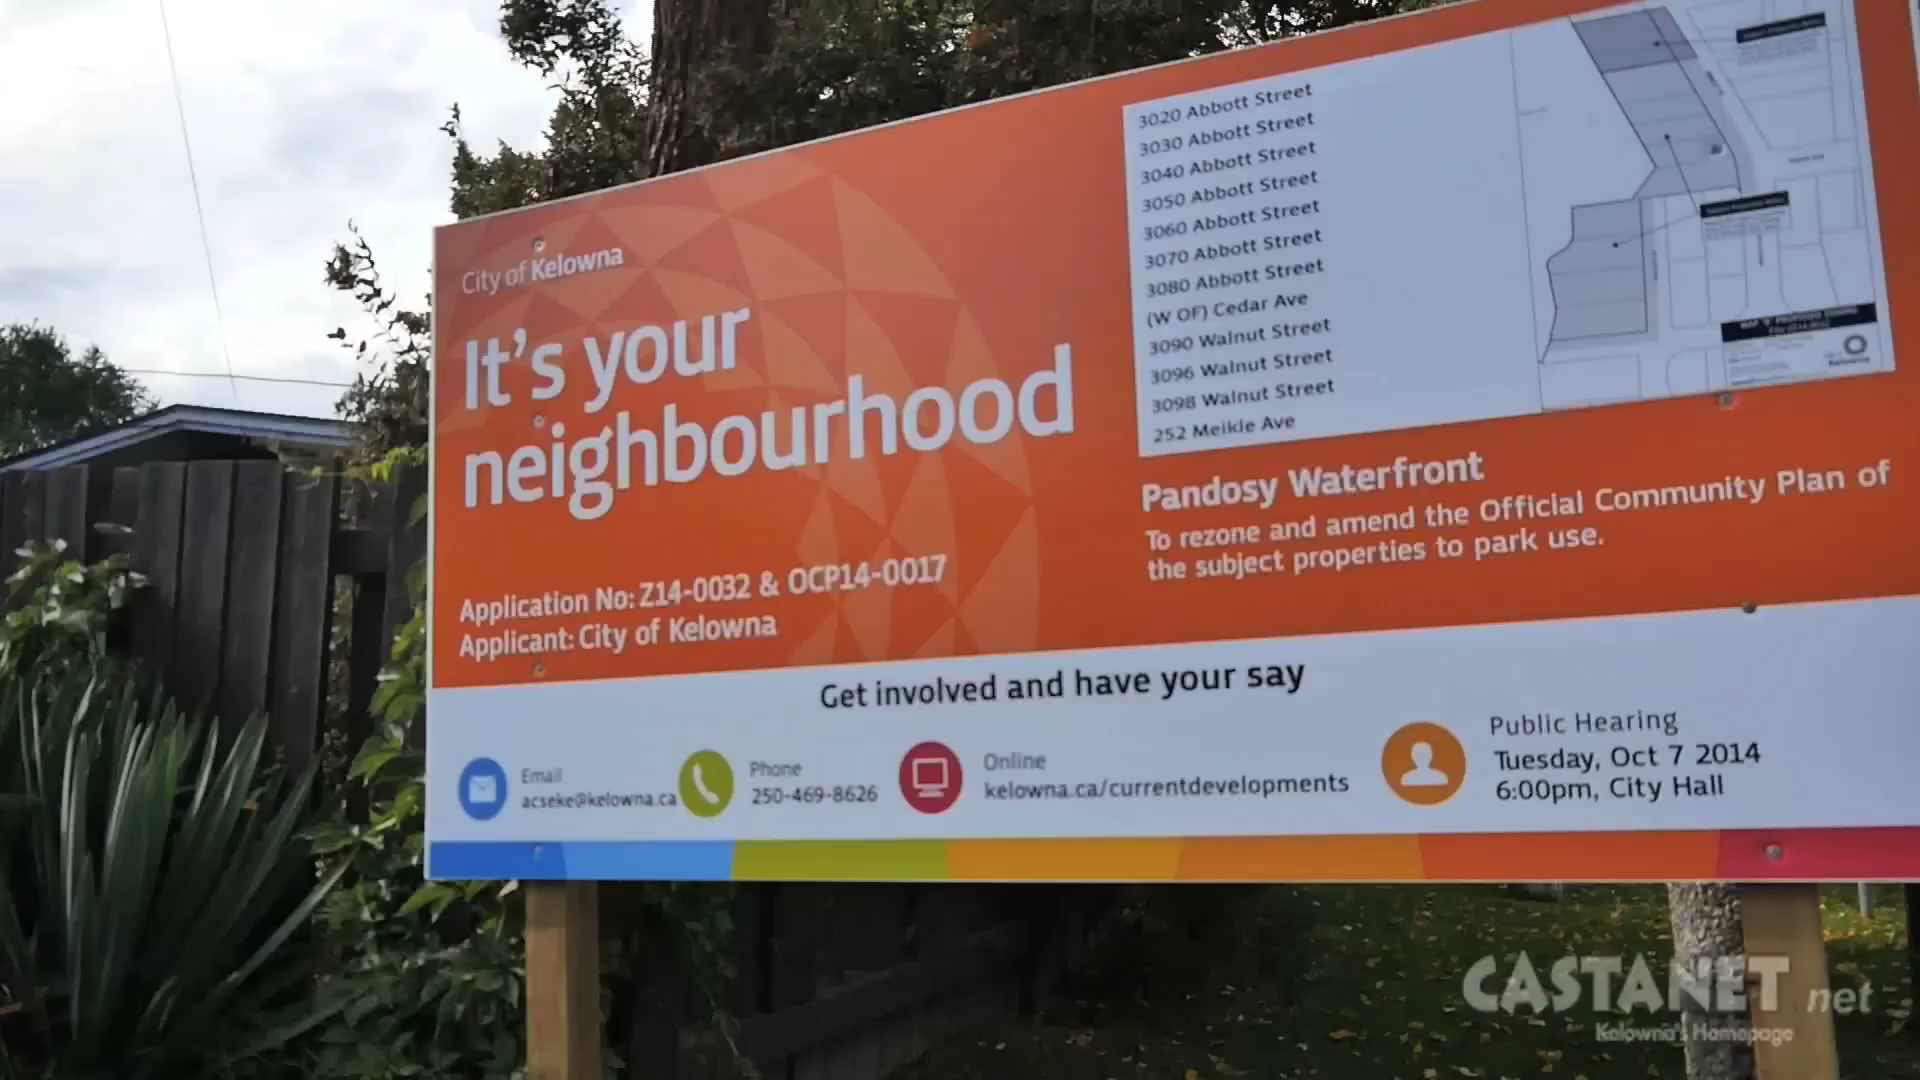 City of Kelowna
It's your
neighbourhood
Application No: Z14-0032 & OCP14-0017
Applicant: City of Kelowna
3020 Abbott Street
3030 Abbott Street
3040 Abbott Street
3050 Abbott Street
3060 Abbott Street
3070 Abbott Street
3080 Abbott Street
(W OF) Cedar Ave
3090 Walnut Street
3096 Walnut Street
3098 Walnut Street
252 Meikle Ave
Pandosy Waterfront
To rezone and amend the Official Community Plan of
the subject properties to park use.
Get involved and have your say
Email
acseke@kelowna.ca
Phone
250-469-8626
Online
kelowna.ca/currentdevelopments
Public Hearing
Tuesday, Oct 7 2014
6:00pm, City Hall
CASTANET.net
Kelowna's Homepage